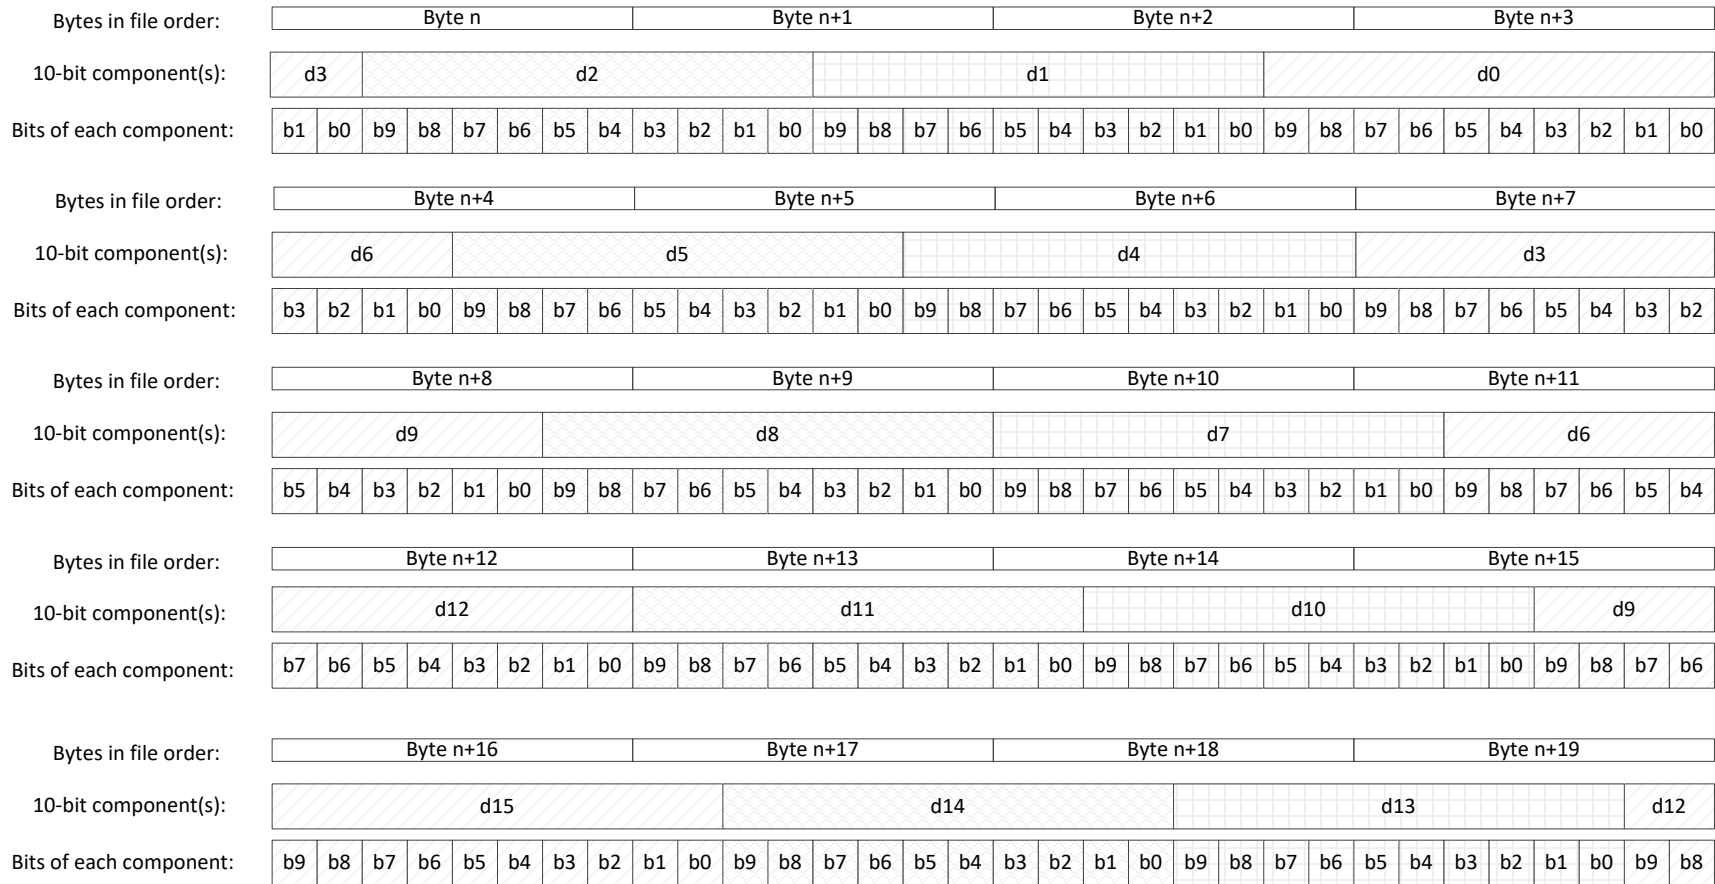 Bytes in file order: Byte n Byte n+1 Byte n+2 Byte n+3
10-bit component(s): d3 d2 d1 d0
Bits of each component: b1 b0 b9 b8 b7 b6 b5 b4 b3 b2 b1 b0 b9 b8 b7 b6 b5 b4 b3 b2 b1 b0 b9 b8 b7 b6 b5 b4 b3 b2 b1 b0
Bytes in file order: Byte n+4 Byte n+5 Byte n+6 Byte n+7
10-bit component(s): d6 d5 d4 d3
Bits of each component: b3 b2 b1 b0 b9 b8 b7 b6 b5 b4 b3 b2 b1 b0 b9 b8 b7 b6 b5 b4 b3 b2 b1 b0 b9 b8 b7 b6 b5 b4 b3 b2
Bytes in file order: Byte n+8 Byte n+9 Byte n+10 Byte n+11
10-bit component(s): d9 d8 d7 d6
Bits of each component: b5 b4 b3 b2 b1 b0 b9 b8 b7 b6 b5 b4 b3 b2 b1 b0 b9 b8 b7 b6 b5 b4 b3 b2 b1 b0 b9 b8 b7 b6 b5 b4
Bytes in file order: Byte n+12 Byte n+13 Byte n+14 Byte n+15
10-bit component(s): d12 d11 d10 d9
Bits of each component: b7 b6 b5 b4 b3 b2 b1 b0 b9 b8 b7 b6 b5 b4 b3 b2 b1 b0 b9 b8 b7 b6 b5 b4 b3 b2 b1 b0 b9 b8 b7 b6
Bytes in file order: Byte n+16 Byte n+17 Byte n+18 Byte n+19
10-bit component(s): d15 d14 d13 d12
Bits of each component: b9 b8 b7 b6 b5 b4 b3 b2 b1 b0 b9 b8 b7 b6 b5 b4 b3 b2 b1 b0 b9 b8 b7 b6 b5 b4 b3 b2 b1 b0 b9 b8